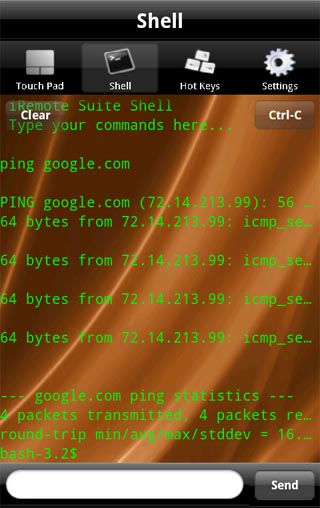 Shell
Touch Pad
Shell
Hot Keys
Settings
iRemote Suite Shell
Clear
Ctrl-C
Type your commands here...
ping google.com
PING google.com (72.14.213.99): 56 …
64 bytes from 72.14.213.99: icmp_se…
64 bytes from 72.14.213.99: icmp_se…
64 bytes from 72.14.213.99: icmp_se…
64 bytes from 72.14.213.99: icmp_se…
--- google.com ping statistics ---
4 packets transmitted, 4 packets re…
round-trip min/avg/max/stddev = 16.…
bash-3.2$
Send